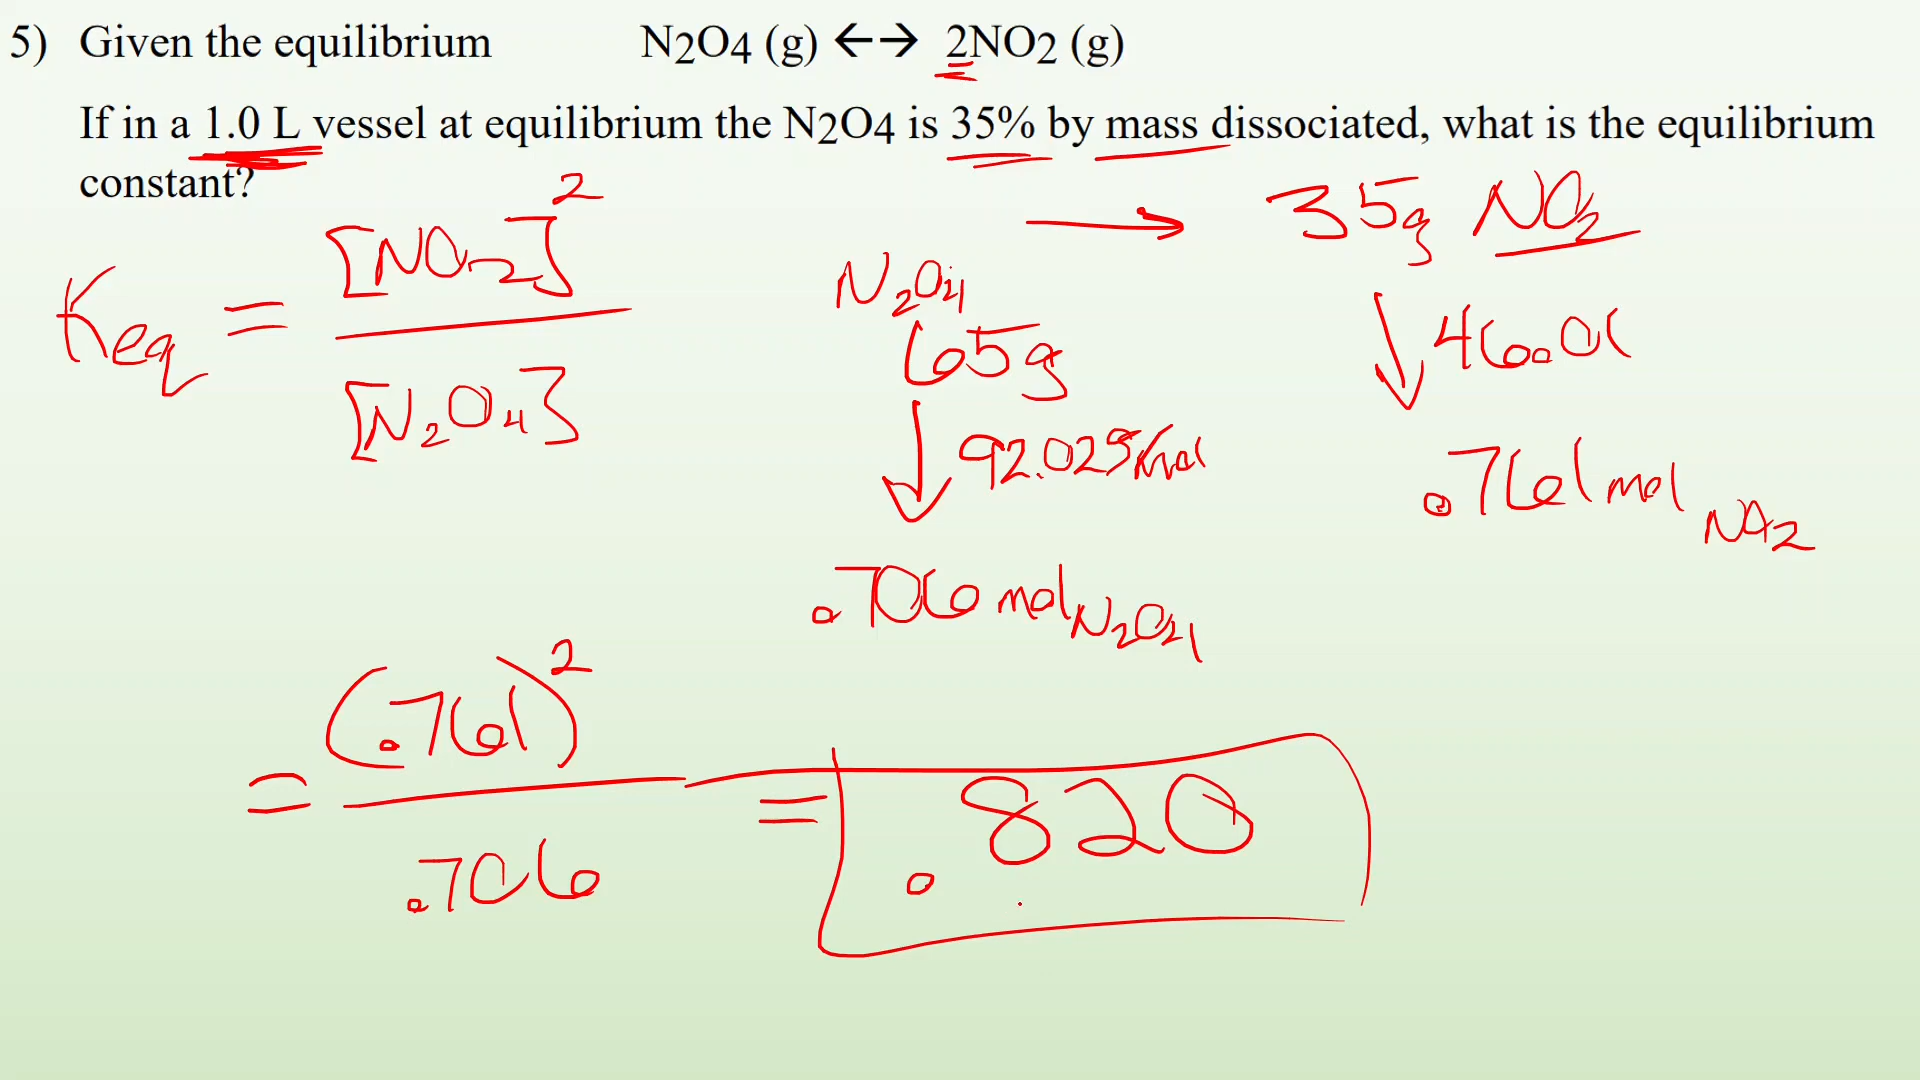 5) Given the equilibrium N2O4 (g) ←→ 2NO2 (g)
If in a 1.0 L vessel at equilibrium the N2O4 is 35% by mass dissociated, what is the equilibrium
constant?
Keq = [NO2]²
[N2O4]
→ 35g NO2
N2O4
65g
↓ 46.01
↓ 92.02g/mol
.761 mol NO2
.706 mol N2O4
= (.761)²
.706
= .820